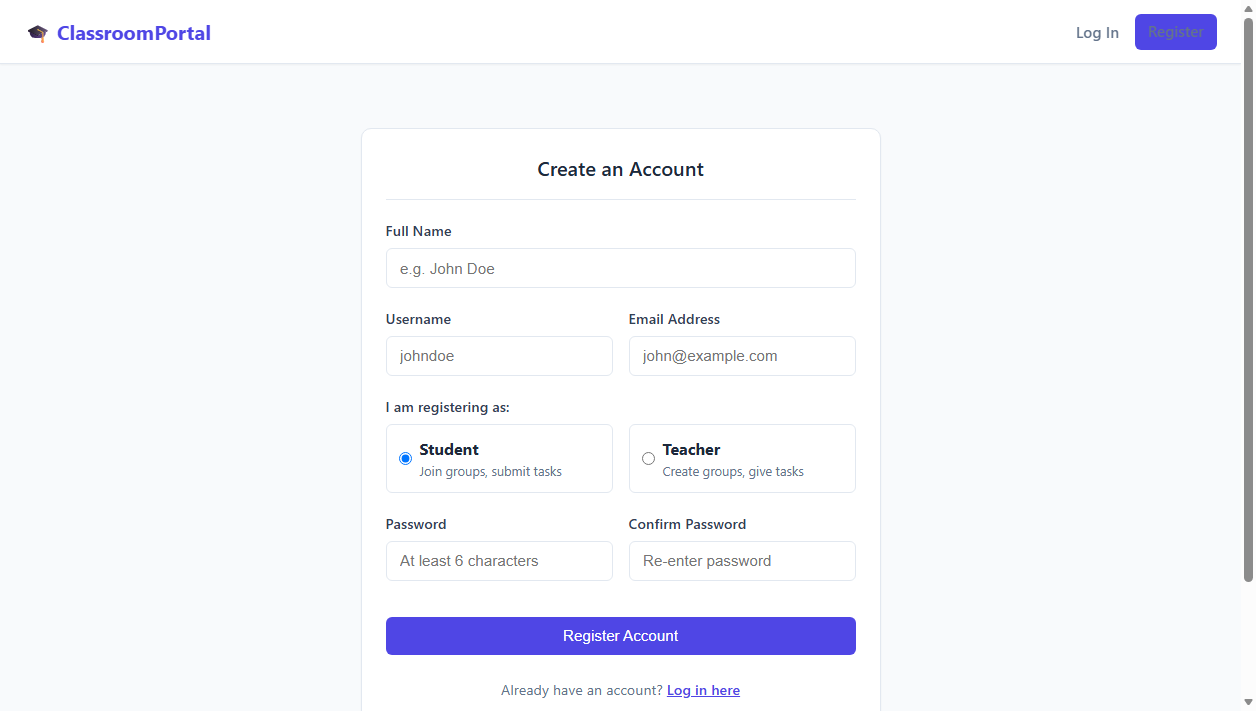 ClassroomPortal
Log In
Register
Create an Account
Full Name
e.g. John Doe
Username
Email Address
johndoe
john@example.com
I am registering as:
Student
Join groups, submit tasks
Teacher
Create groups, give tasks
Password
Confirm Password
At least 6 characters
Re-enter password
Register Account
Already have an account? Log in here